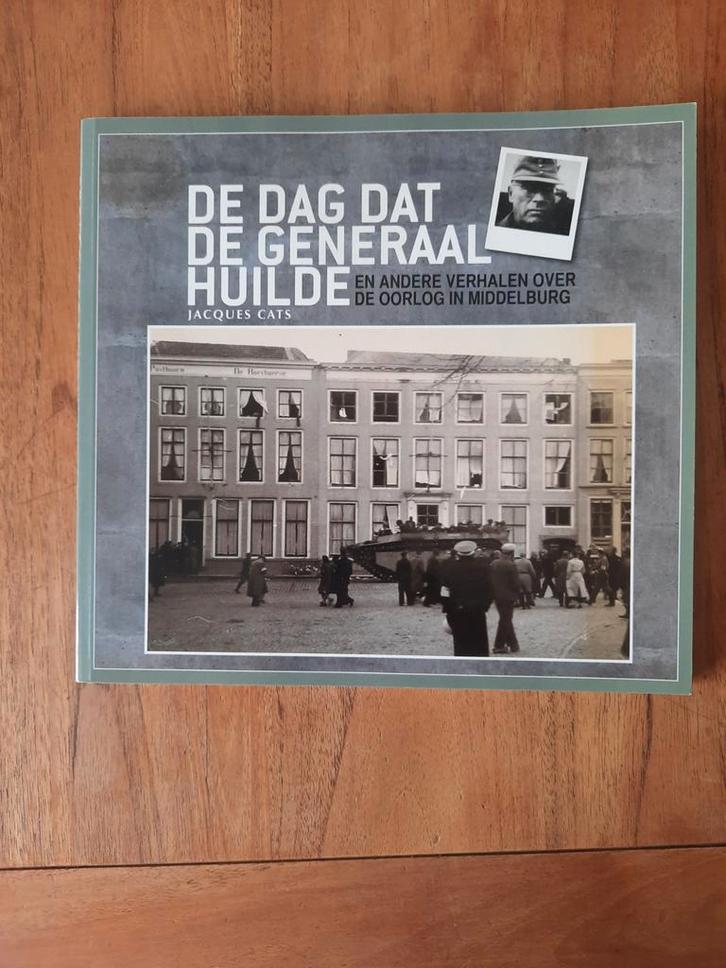 DE DAG DAT
DE GENERAAL
HUILDE
EN ANDERE VERHALEN OVER
DE OORLOG IN MIDDELBURG
JACQUES CATS